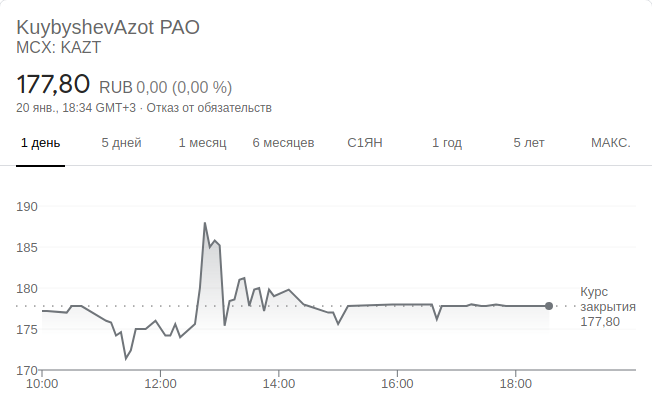 KuybyshevAzot PAO
MCX: KAZT
177,80 RUB 0,00 (0,00 %)
20 янв., 18:34 GMT+3 · Отказ от обязательств
1 день 5 дней 1 месяц 6 месяцев С1ЯН 1 год 5 лет МАКС.
190
185
180
175
170
Курс
закрытия
177,80
10:00 12:00 14:00 16:00 18:00